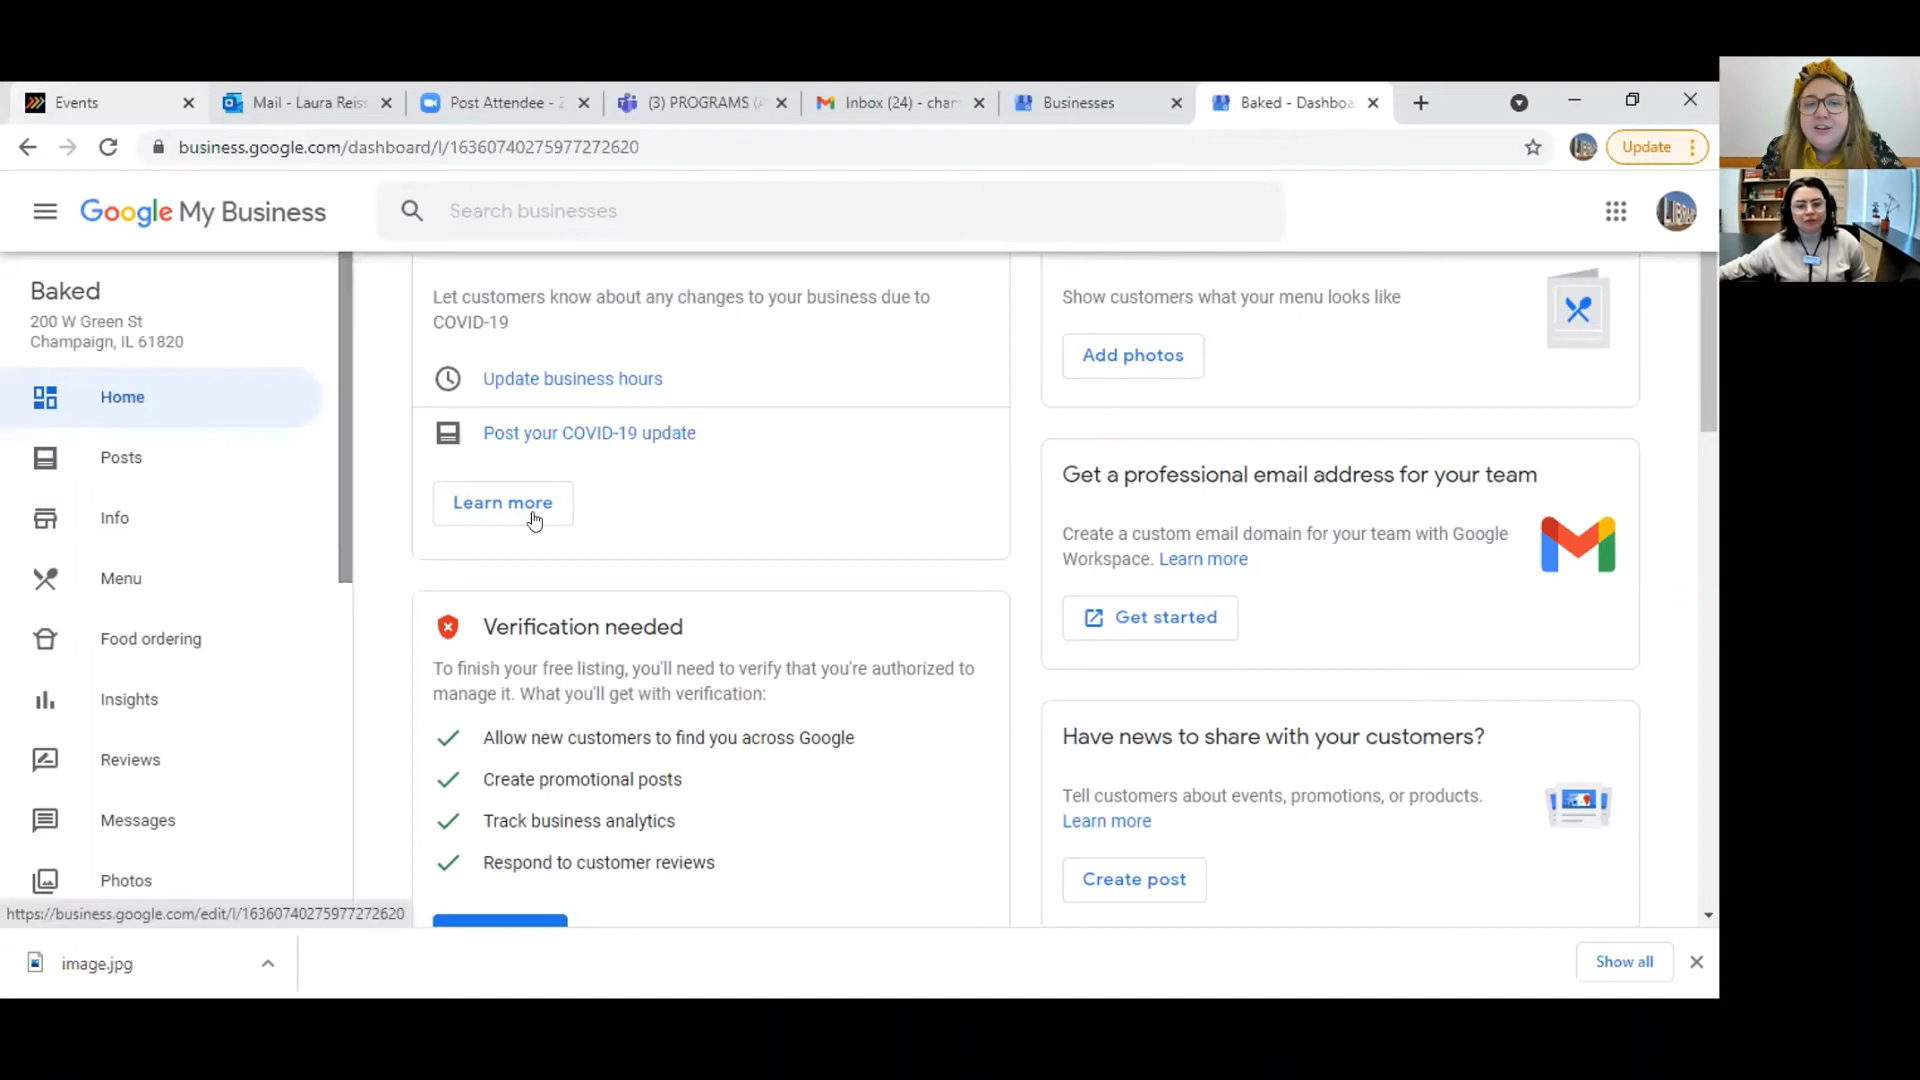 Events
Mail - Laura Reiss
Post Attendee - Z
(3) PROGRAMS (A
Inbox (24) - cham
Businesses
Baked - Dashboa
business.google.com/dashboard/l/16360740275977272620
Update
Google My Business
Search businesses
LIBRA
Baked
200 W Green St
Champaign, IL 61820
Home
Posts
Info
Menu
Food ordering
Insights
Reviews
Messages
Photos
https://business.google.com/edit/l/16360740275977272620
Let customers know about any changes to your business due to
COVID-19
Update business hours
Post your COVID-19 update
Learn more
Verification needed
To finish your free listing, you'll need to verify that you're authorized to
manage it. What you'll get with verification:
Allow new customers to find you across Google
Create promotional posts
Track business analytics
Respond to customer reviews
Show customers what your menu looks like
Add photos
Get a professional email address for your team
Create a custom email domain for your team with Google
Workspace. Learn more
Get started
Have news to share with your customers?
Tell customers about events, promotions, or products.
Learn more
Create post
image.jpg
Show all